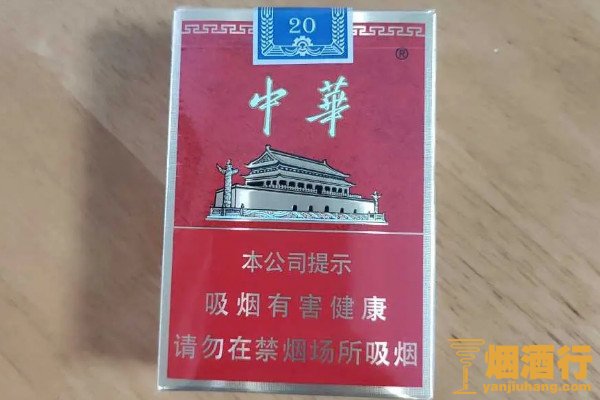 20
®
中華
本公司提示
吸烟有害健康
请勿在禁烟场所吸烟
烟酒行
yanjiuhang.com